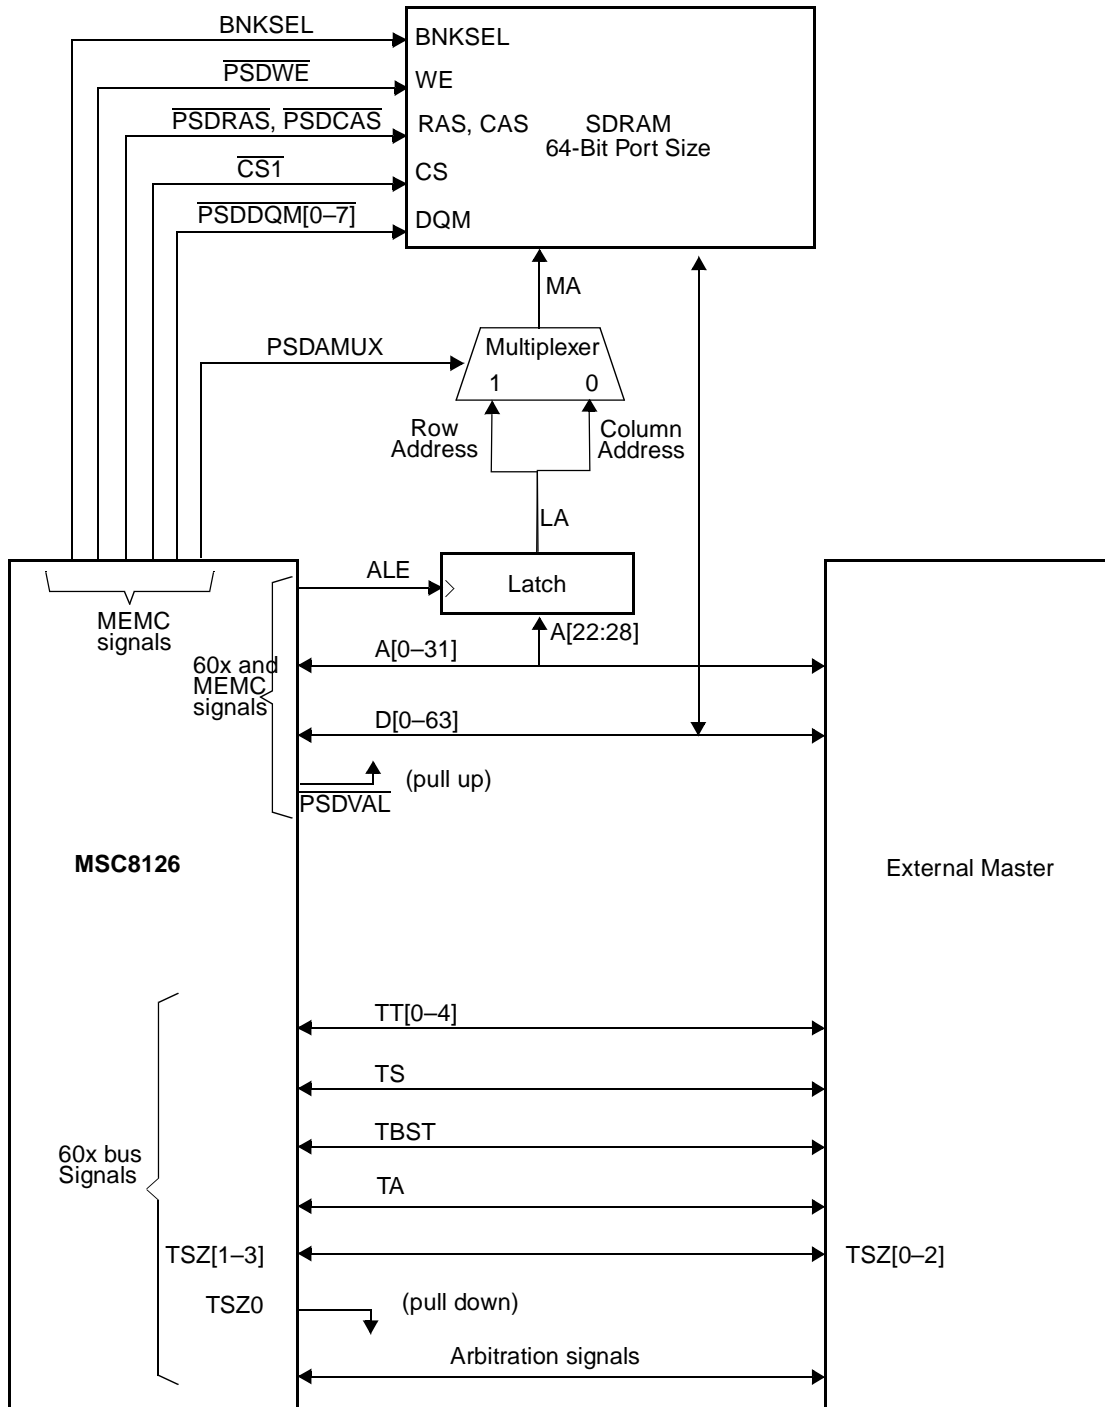 BNKSEL
BNKSEL
PSDWE
WE
PSDRAS, PSDCAS
RAS, CAS
SDRAM
64-Bit Port Size
CS1
CS
PSDDQM[0–7]
DQM
MA
PSDAMUX
Multiplexer
1 0
Row
Address
Column
Address
LA
ALE
Latch
MEMC
signals
A[22:28]
A[0–31]
60x and
MEMC
signals
D[0–63]
(pull up)
PSDVAL
MSC8126
External Master
TT[0–4]
TS
TBST
60x bus
Signals
TA
TSZ[1–3]
TSZ[0–2]
TSZ0
(pull down)
Arbitration signals